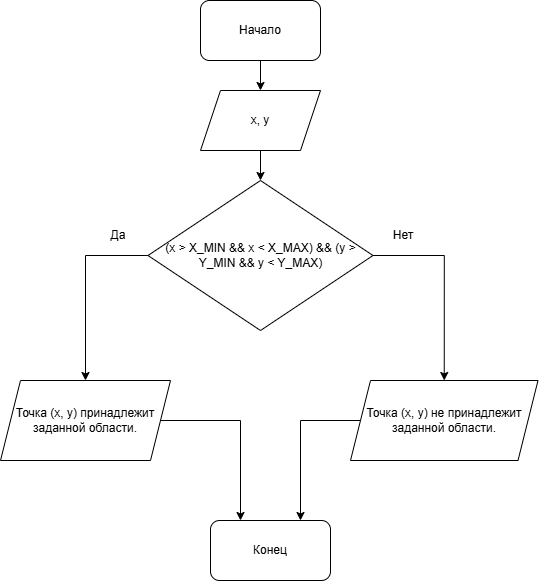 Начало
x, y
Да
Нет
(x > X_MIN && x < X_MAX) && (y >
Y_MIN && y < Y_MAX)
Точка (x, y) принадлежит
заданной области.
Точка (x, y) не принадлежит
заданной области.
Конец